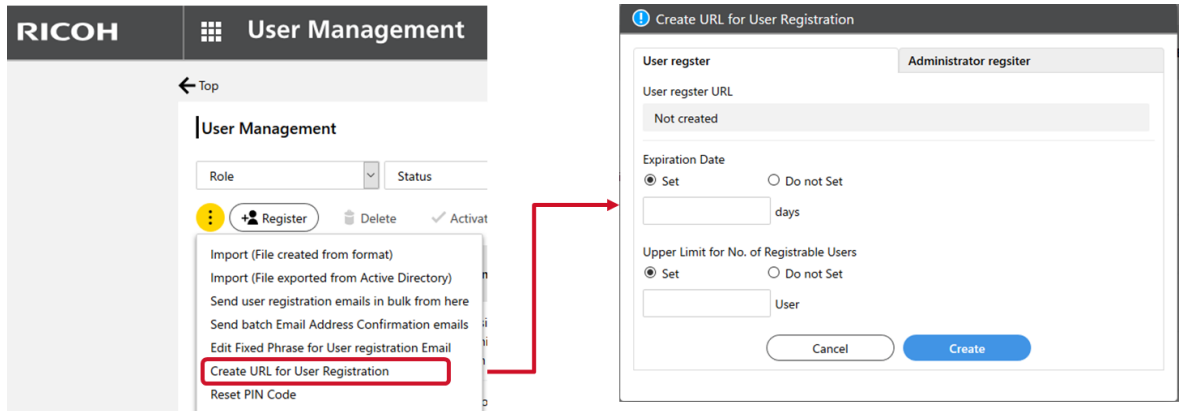 RICOH
User Management
Top
User Management
Role
Status
Register
Delete
Activat
Import (File created from format)
Import (File exported from Active Directory)
Send user registration emails in bulk from here
Send batch Email Address Confirmation emails
Edit Fixed Phrase for User registration Email
Create URL for User Registration
Reset PIN Code
Create URL for User Registration
User regster
Administrator regsiter
User regster URL
Not created
Expiration Date
Set
Do not Set
days
Upper Limit for No. of Registrable Users
Set
Do not Set
User
Cancel
Create